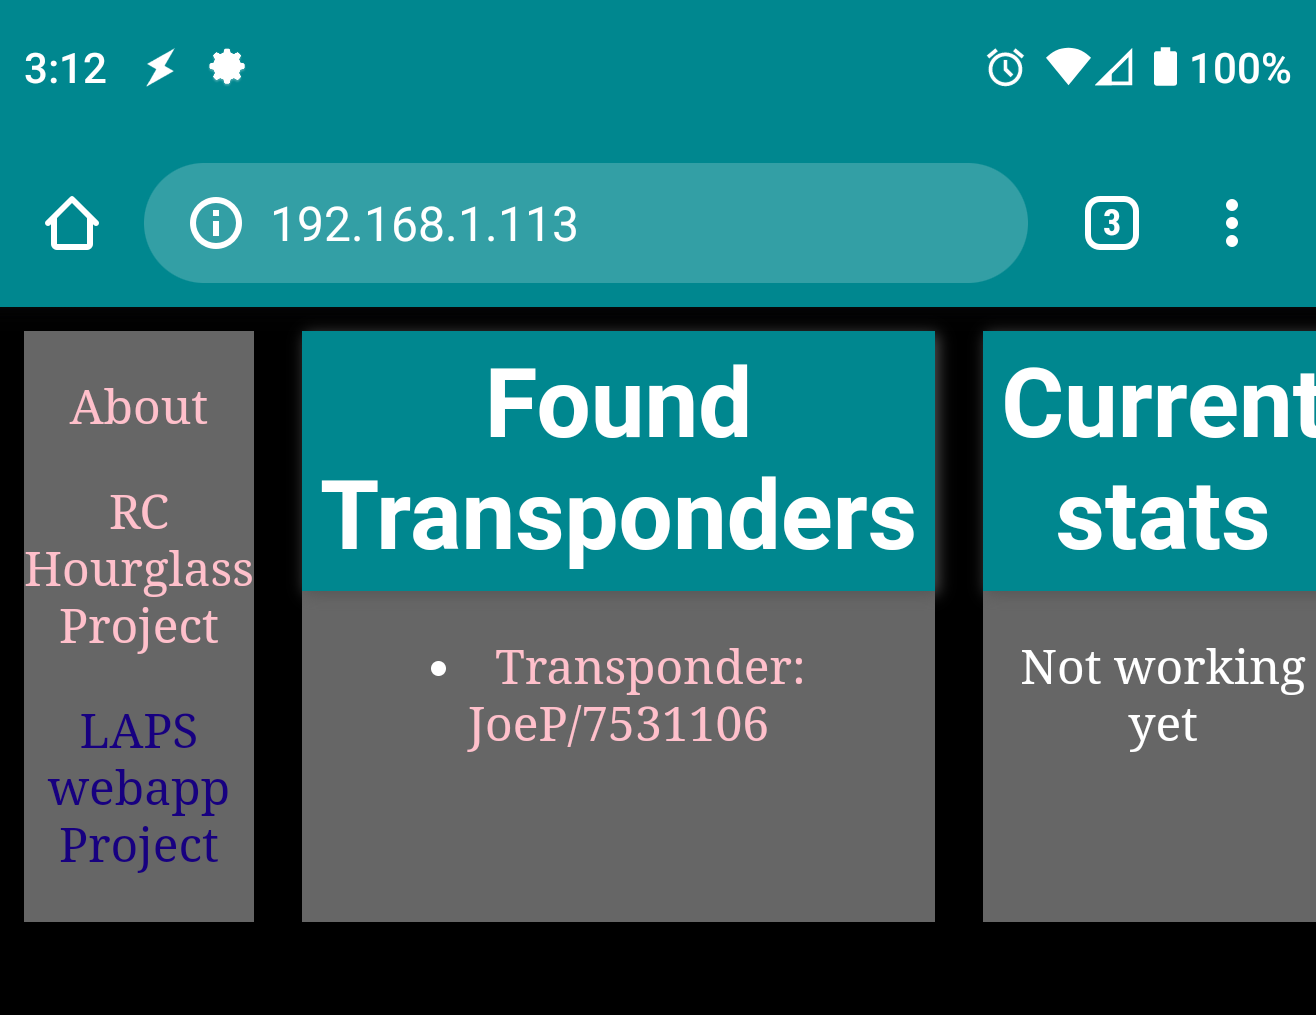 3:12
100%
192.168.1.113
3
About
RC
Hourglass
Project
LAPS
webapp
Project
Found
Transponders
Transponder:
JoeP/7531106
Current
stats
Not working
yet